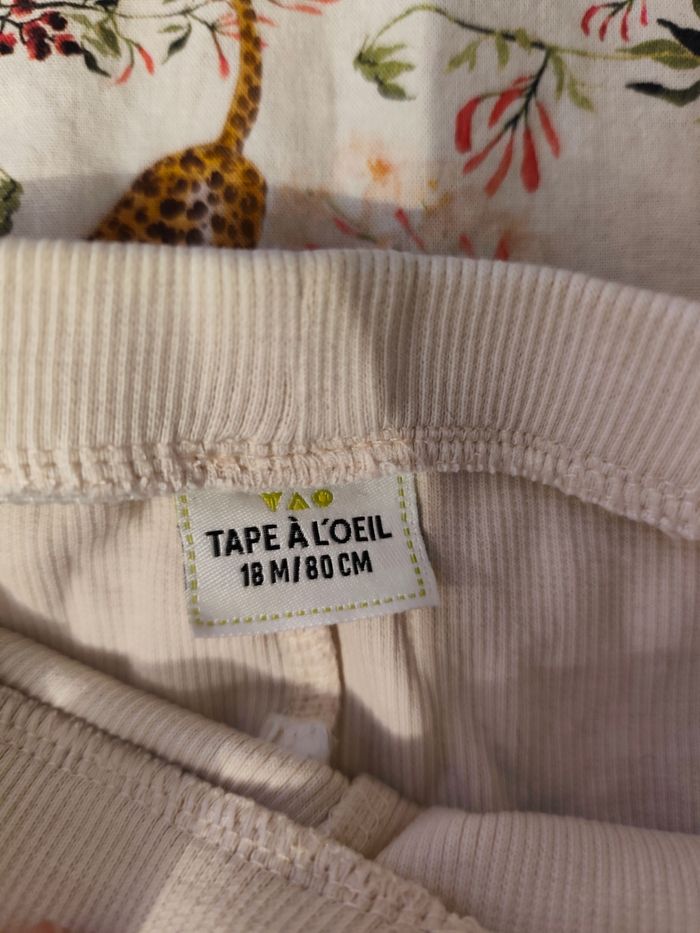 TAO
TAPE À L'OEIL
18 M/80 CM